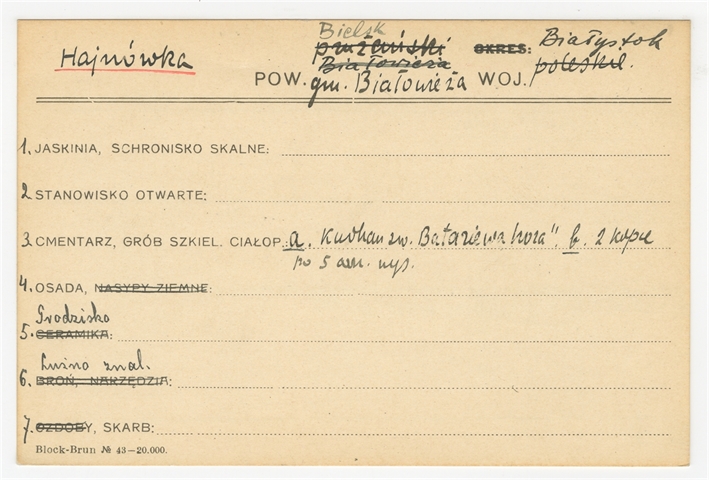 Bielsk
Hajnówka prużański OKRES: Białystok
Białowieża poleskie.
POW. gm. Białowieża WOJ.
1. JASKINIA, SCHRONISKO SKALNE:
2 STANOWISKO OTWARTE:
3. CMENTARZ, GRÓB SZKIEL. CIAŁOP.: a. "Kurhan zw. Batariewa hora". b. 2 kopce
po 5 wys.
4. OSADA, NASYPY ZIEMNE:
Grodzisko
5. CERAMIKA:
Luźno znal.
6. BROŃ, NARZĘDZIA:
7. OZDOBY, SKARB:
Block-Brun № 43—20.000.